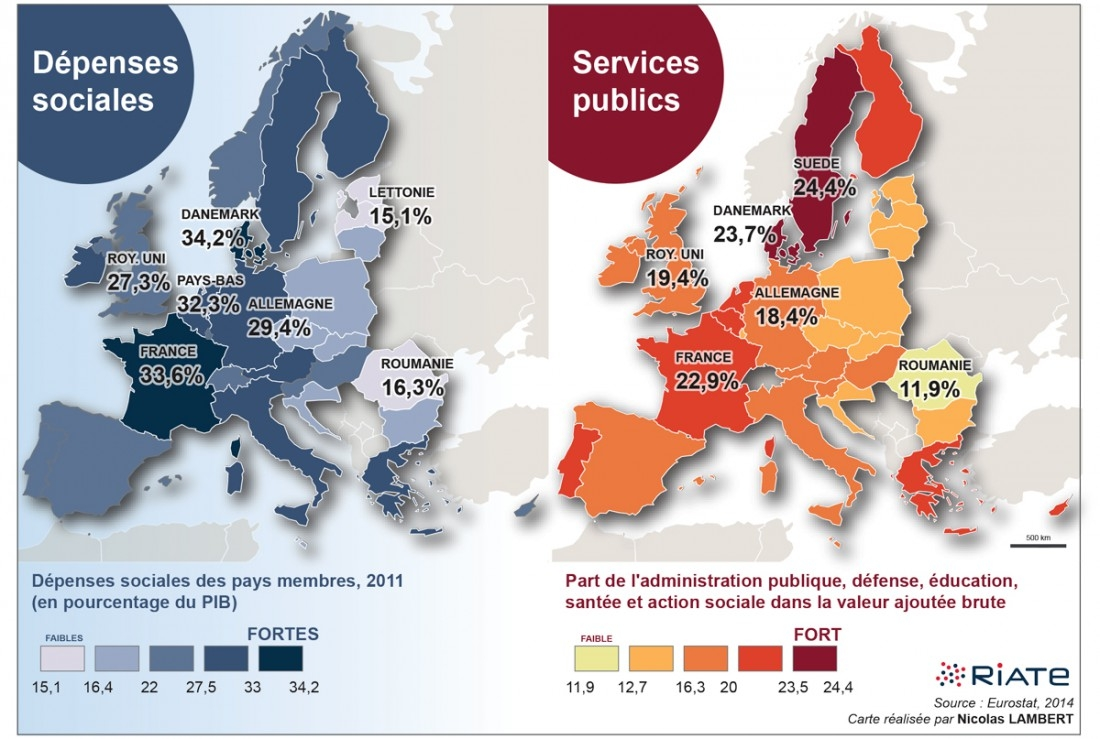 Dépenses
sociales
LETTONIE
15,1%
DANEMARK
34,2%
ROY. UNI
27,3%
PAYS-BAS
32,3%
ALLEMAGNE
29,4%
FRANCE
33,6%
ROUMANIE
16,3%
Dépenses sociales des pays membres, 2011
(en pourcentage du PIB)
FAIBLES
FORTES
15,1 16,4 22 27,5 33 34,2
Services
publics
SUEDE
24,4%
DANEMARK
23,7%
ROY. UNI
19,4%
ALLEMAGNE
18,4%
FRANCE
22,9%
ROUMANIE
11,9%
500 km
Part de l'administration publique, défense, éducation,
santée et action sociale dans la valeur ajoutée brute
FAIBLE
FORT
11,9 12,7 16,3 20 23,5 24,4
RIATE
Source : Eurostat, 2014
Carte réalisée par Nicolas LAMBERT